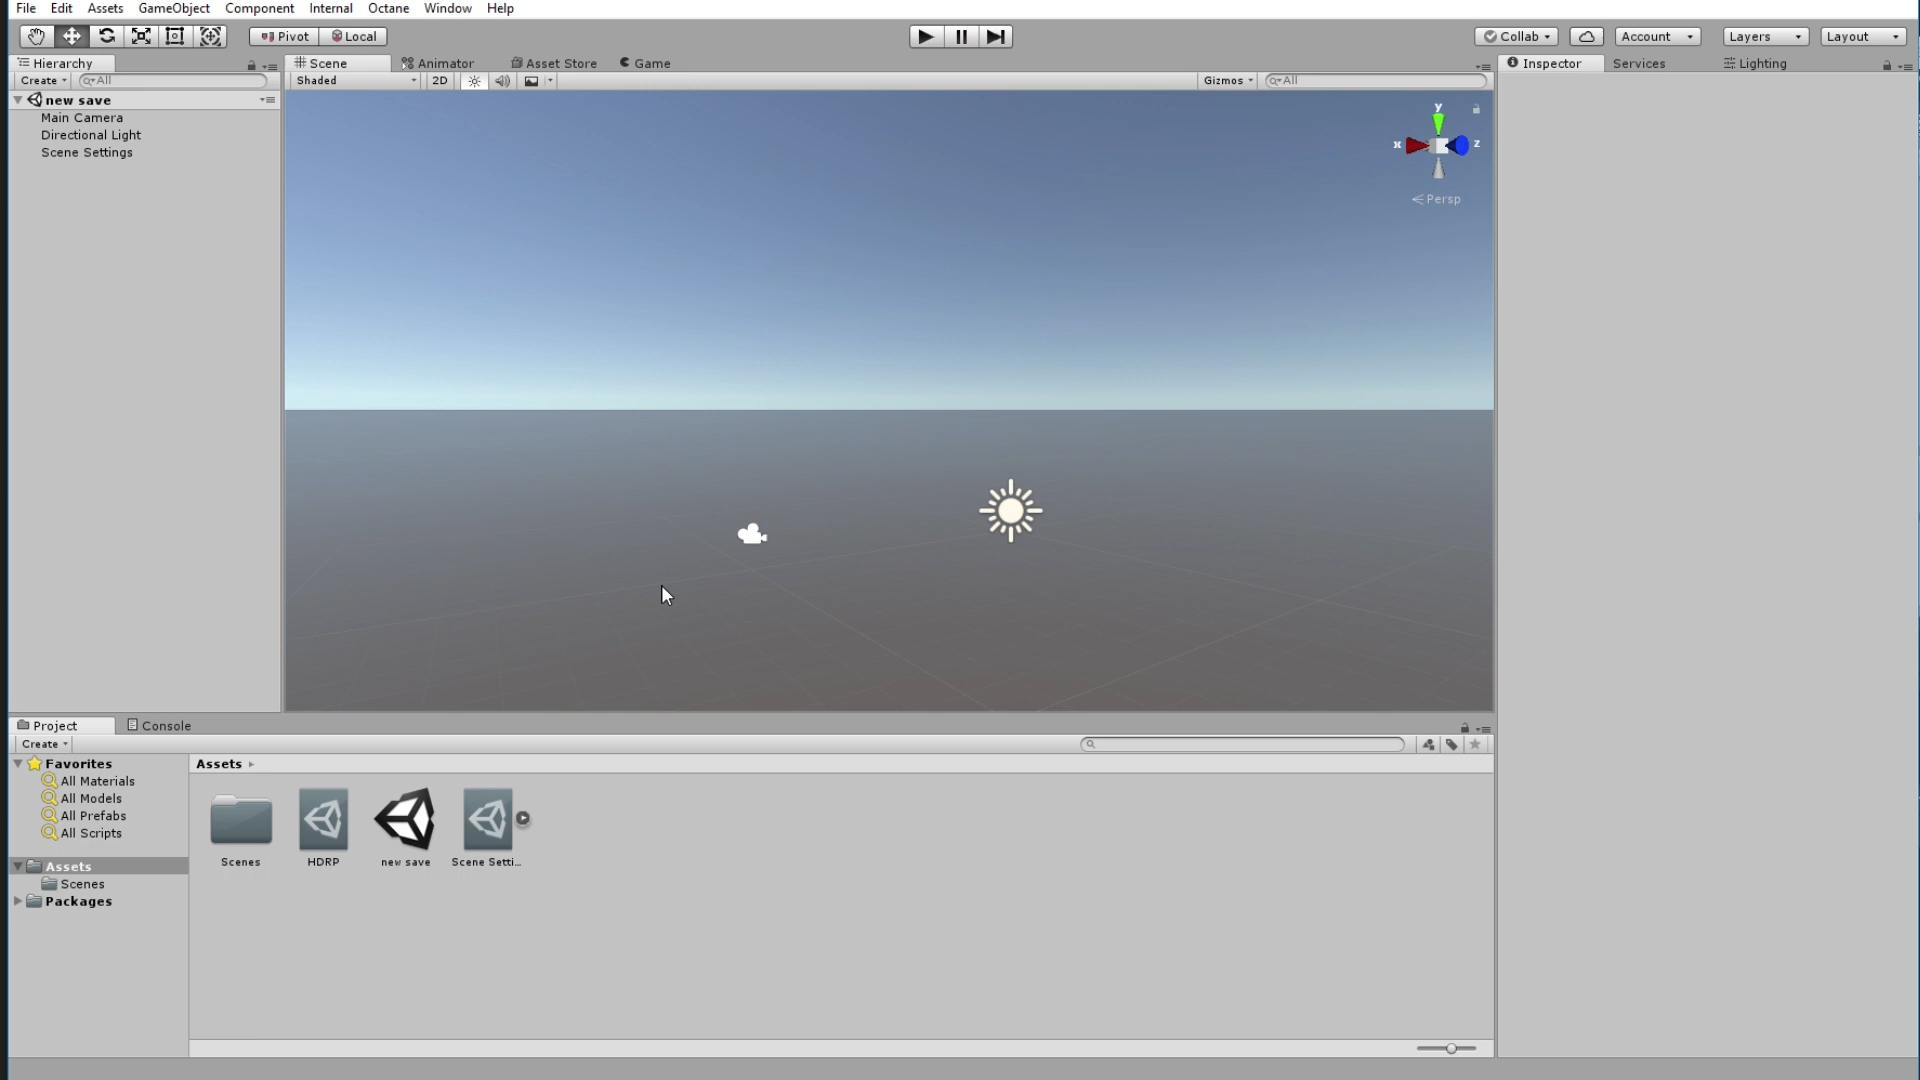 File Edit Assets GameObject Component Internal Octane Window Help
Pivot Local Collab Account Layers Layout
Hierarchy Scene Animator Asset Store Game Inspector Services Lighting
Create All Shaded 2D Gizmos All
new save
Main Camera
Directional Light
Scene Settings
y
x z
Persp
Project Console
Create
Favorites Assets
All Materials
All Models
All Prefabs
All Scripts
Scenes HDRP new save Scene Setti...
Assets
Scenes
Packages